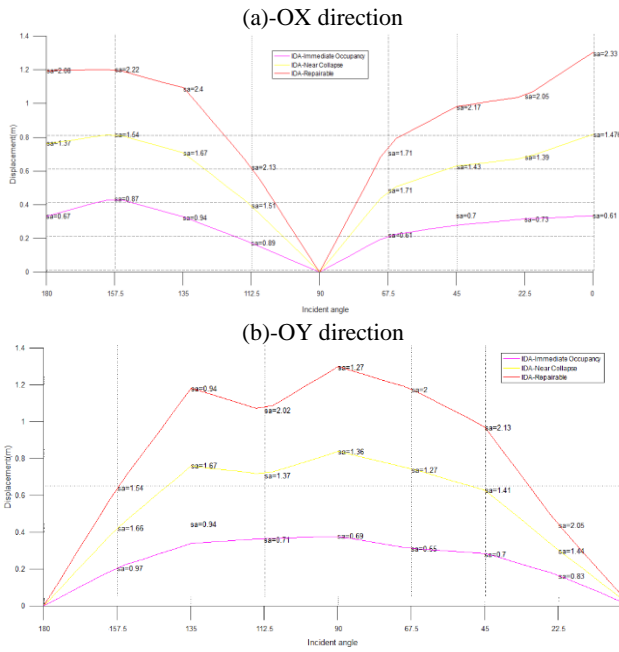 (a)-OX direction
1.4
1.2
1
0.8
0.6
0.4
0.2
0
Displacement(m)
IDA-Immediate Occupancy
IDA-Near Collapse
IDA-Repairable
sa=2.22
sa=2.4
sa=2.13
sa=1.71
sa=2.17
sa=2.05
sa=2.33
sa=1.37
sa=1.54
sa=1.67
sa=1.51
sa=1.71
sa=1.43
sa=1.39
sa=0.67
sa=0.87
sa=0.94
sa=0.89
sa=0.61
sa=0.7
sa=0.73
sa=0.61
180
157.5
135
112.5
90
67.5
45
22.5
0
Incident angle
(b)-OY direction
1.4
1.2
1
0.8
0.6
0.4
0.2
0
Displacement(m)
IDA-Immediate Occupancy
IDA-Near Collapse
IDA-Repairable
sa=1.54
sa=0.94
sa=2.02
sa=1.27
sa=2
sa=2.13
sa=2.05
sa=1.66
sa=1.67
sa=1.37
sa=1.36
sa=1.27
sa=1.41
sa=1.44
sa=0.97
sa=0.94
sa=0.71
sa=0.69
sa=0.7
sa=0.83
180
157.5
135
112.5
90
67.5
45
22.5
Incident angle